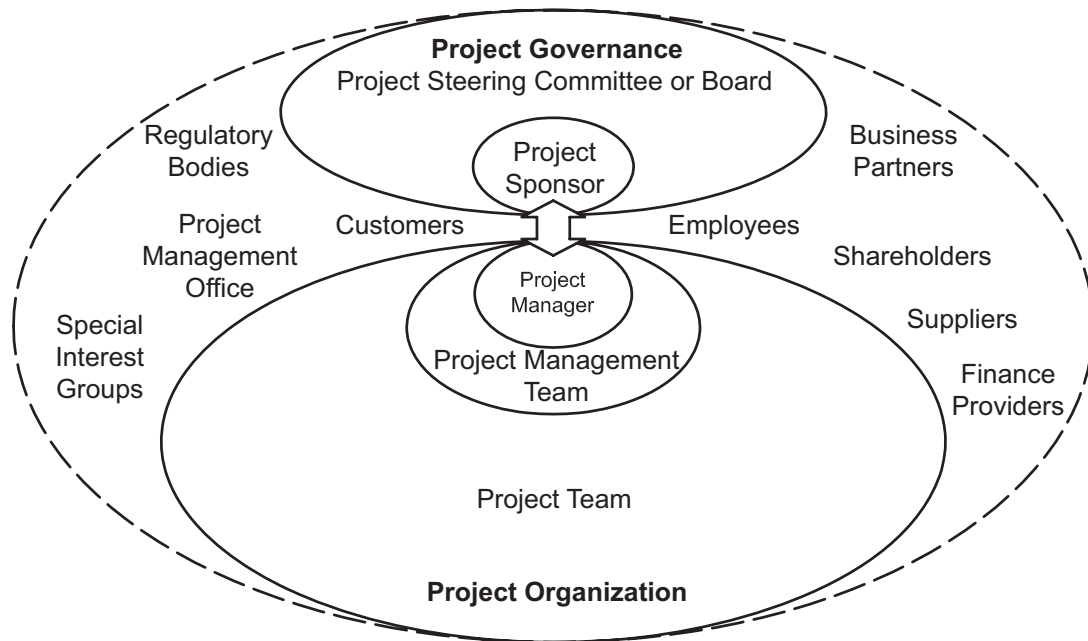 Project Governance
Project Steering Committee or Board
Regulatory
Bodies
Project
Sponsor
Business
Partners
Customers
Employees
Project
Management
Office
Shareholders
Project
Manager
Special
Interest
Groups
Suppliers
Project Management
Team
Finance
Providers
Project Team
Project Organization